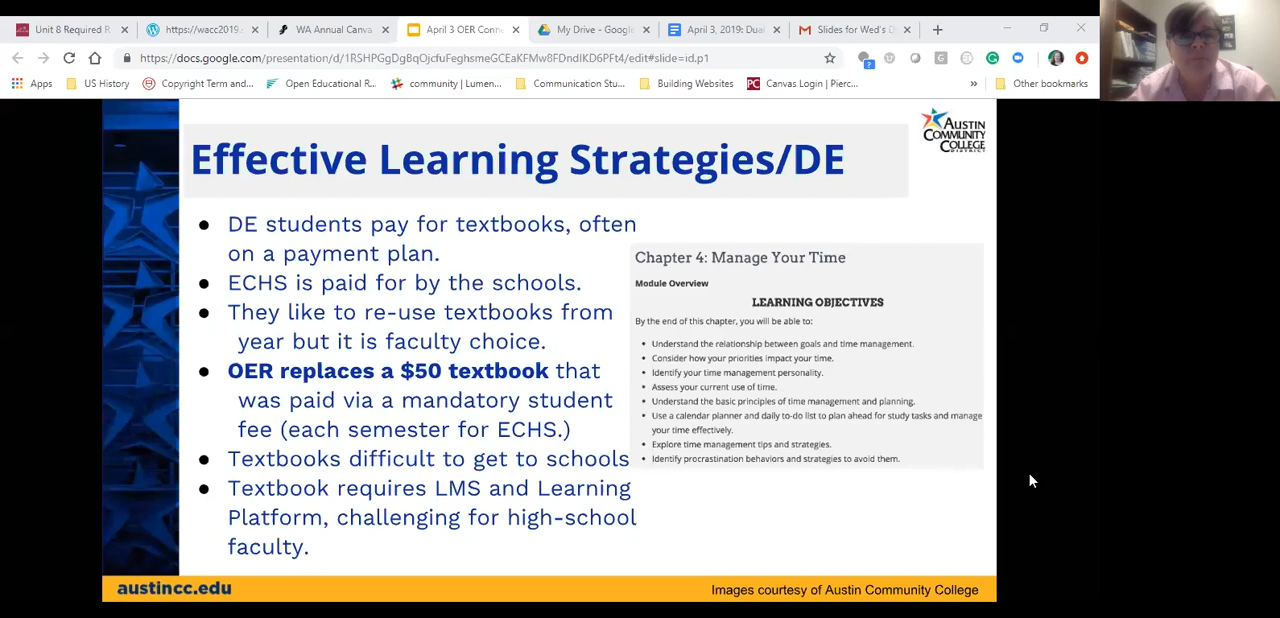 Unit 8 Required R
https://wacc2019.
WA Annual Canva
April 3 OER Conn
My Drive - Google
April 3, 2019: Dual
Slides for Wed's D
https://docs.google.com/presentation/d/1RSHPGgDgBqOjcfuFeghsmeGCEaKFMw8FDndIKD6PFt4/edit#slide=id.p1
Apps
US History
Copyright Term and...
Open Educational R...
community | Lumen...
Communication Stu...
Building Websites
Canvas Login | Pierc...
»
Other bookmarks
Effective Learning Strategies/DE
AUSTIN
COMMUNITY
COLLEGE
DISTRICT
● DE students pay for textbooks, often
on a payment plan.
● ECHS is paid for by the schools.
● They like to re-use textbooks from
year but it is faculty choice.
● OER replaces a $50 textbook that
was paid via a mandatory student
fee (each semester for ECHS.)
● Textbooks difficult to get to schools
● Textbook requires LMS and Learning
Platform, challenging for high-school
faculty.
Chapter 4: Manage Your Time
Module Overview
LEARNING OBJECTIVES
By the end of this chapter, you will be able to:
• Understand the relationship between goals and time management.
• Consider how your priorities impact your time.
• Identify your time management personality.
• Assess your current use of time.
• Understand the basic principles of time management and planning.
• Use a calendar planner and daily to-do list to plan ahead for study tasks and manage
your time effectively.
• Explore time management tips and strategies.
• Identify procrastination behaviors and strategies to avoid them.
austincc.edu
Images courtesy of Austin Community College